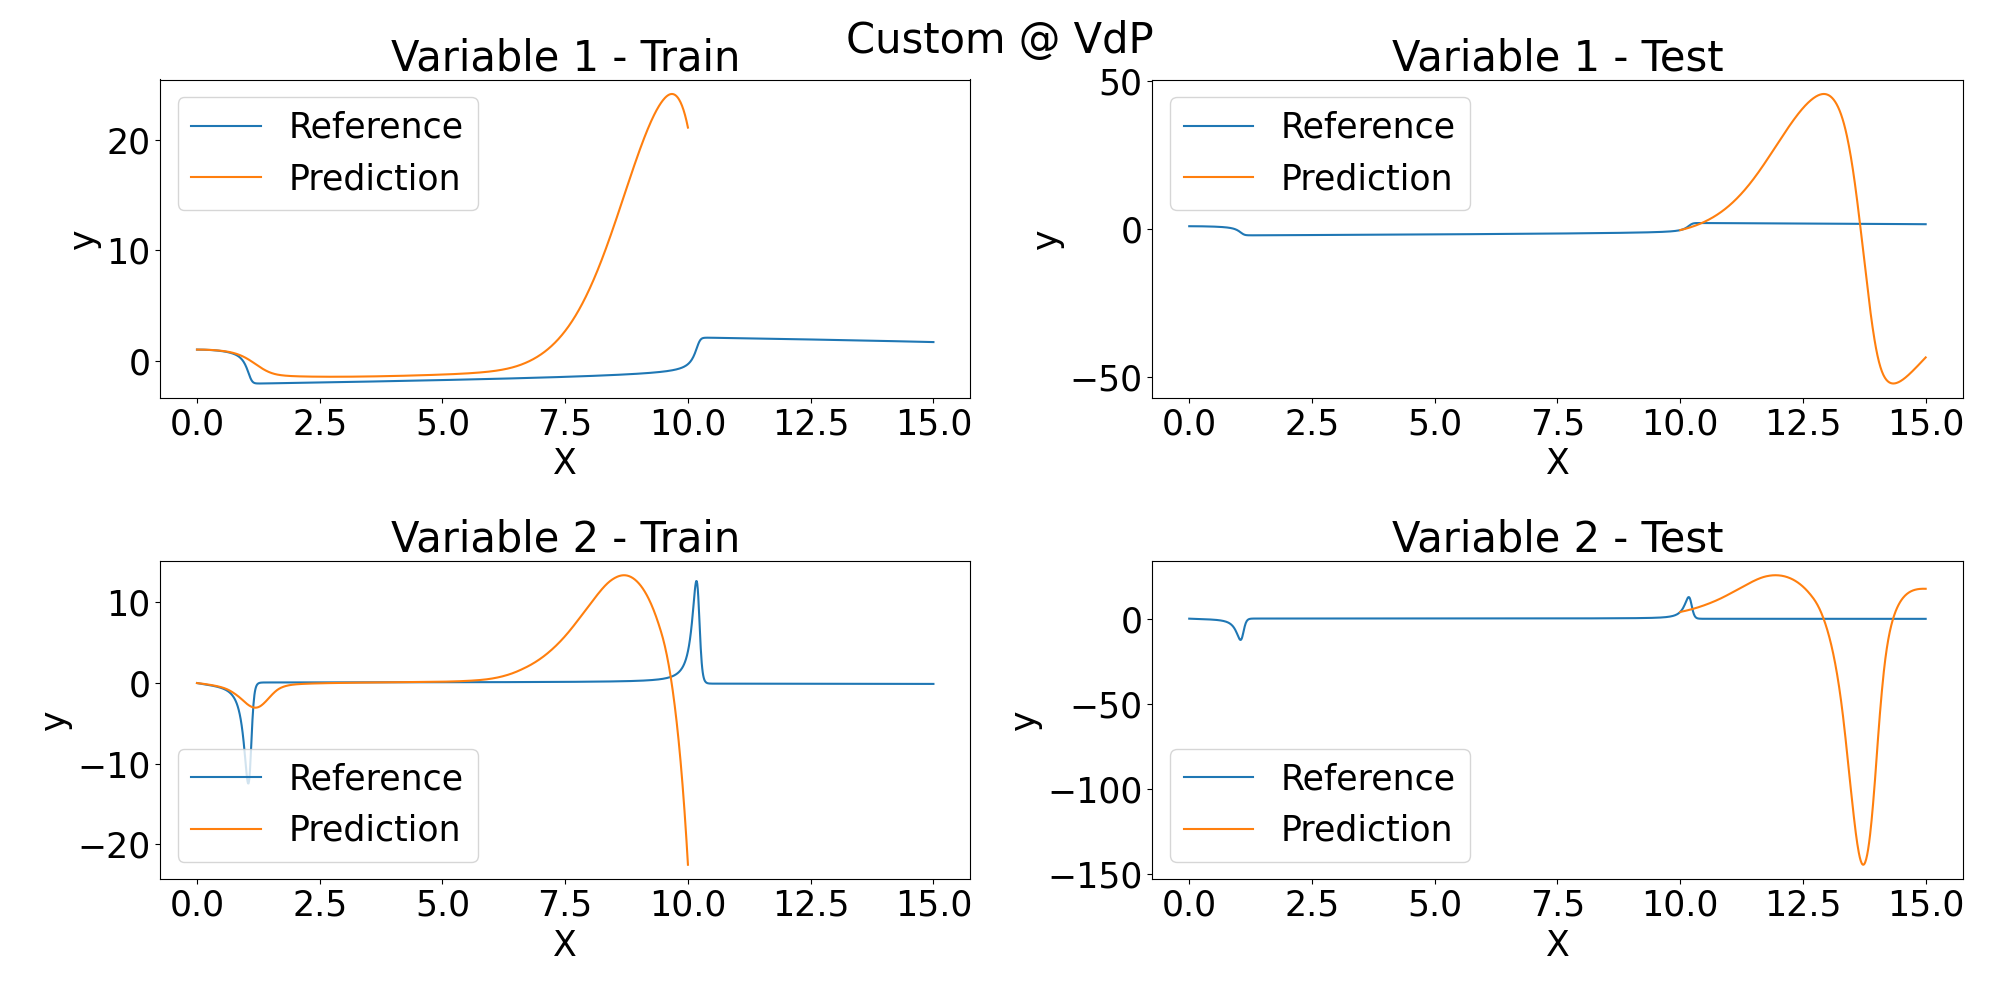 Custom @ VdP
Variable 1 - Train
Reference
Prediction
y
20
10
0
0.0 2.5 5.0 7.5 10.0 12.5 15.0
X
Variable 1 - Test
Reference
Prediction
y
50
0
−50
0.0 2.5 5.0 7.5 10.0 12.5 15.0
X
Variable 2 - Train
Reference
Prediction
y
10
0
−10
−20
0.0 2.5 5.0 7.5 10.0 12.5 15.0
X
Variable 2 - Test
Reference
Prediction
y
0
−50
−100
−150
0.0 2.5 5.0 7.5 10.0 12.5 15.0
X